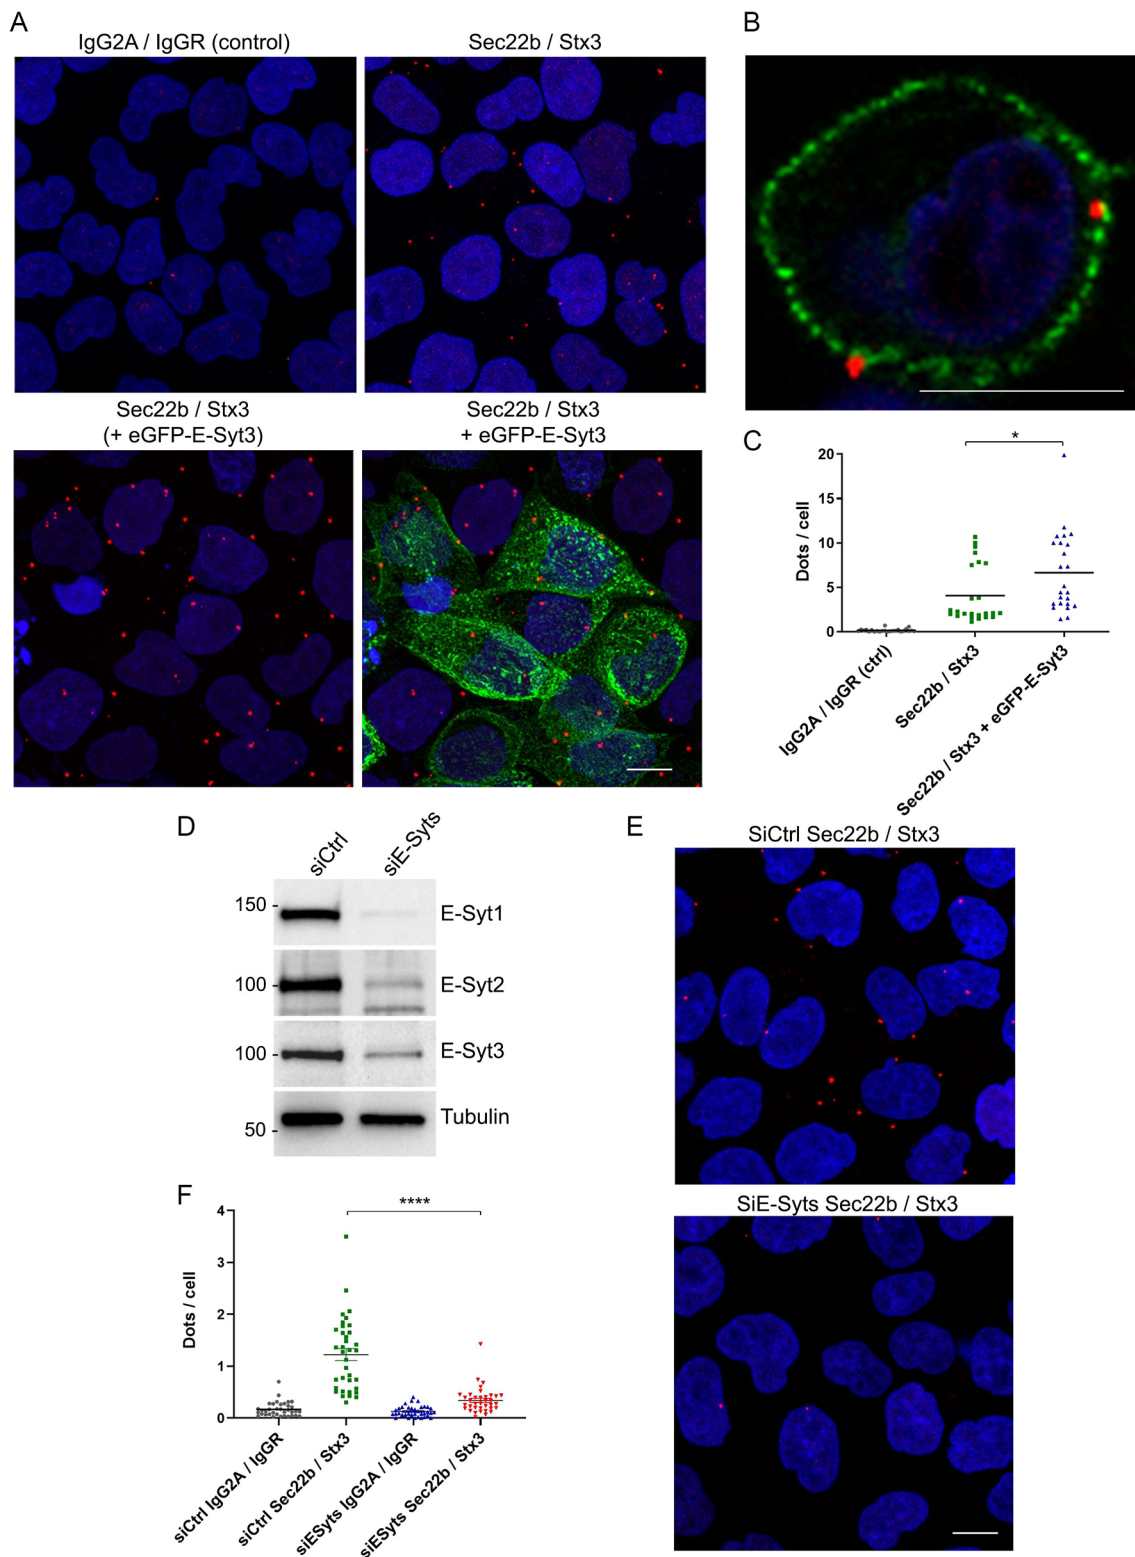 A
IgG2A / IgGR (control)
Sec22b / Stx3
B
Sec22b / Stx3
(+ eGFP-E-Syt3)
Sec22b / Stx3
+ eGFP-E-Syt3
C
*
20
15
10
5
0
Dots / cell
IgG2A / IgGR (ctrl)
Sec22b / Stx3
Sec22b / Stx3 + eGFP-E-Syt3
D
siCtrl
siE-Syts
150
E-Syt1
100
E-Syt2
100
E-Syt3
50
Tubulin
E
SiCtrl Sec22b / Stx3
SiE-Syts Sec22b / Stx3
F
****
4
3
2
1
0
Dots / cell
siCtrl IgG2A / IgGR
siCtrl Sec22b / Stx3
siESyts IgG2A / IgGR
siESyts Sec22b / Stx3